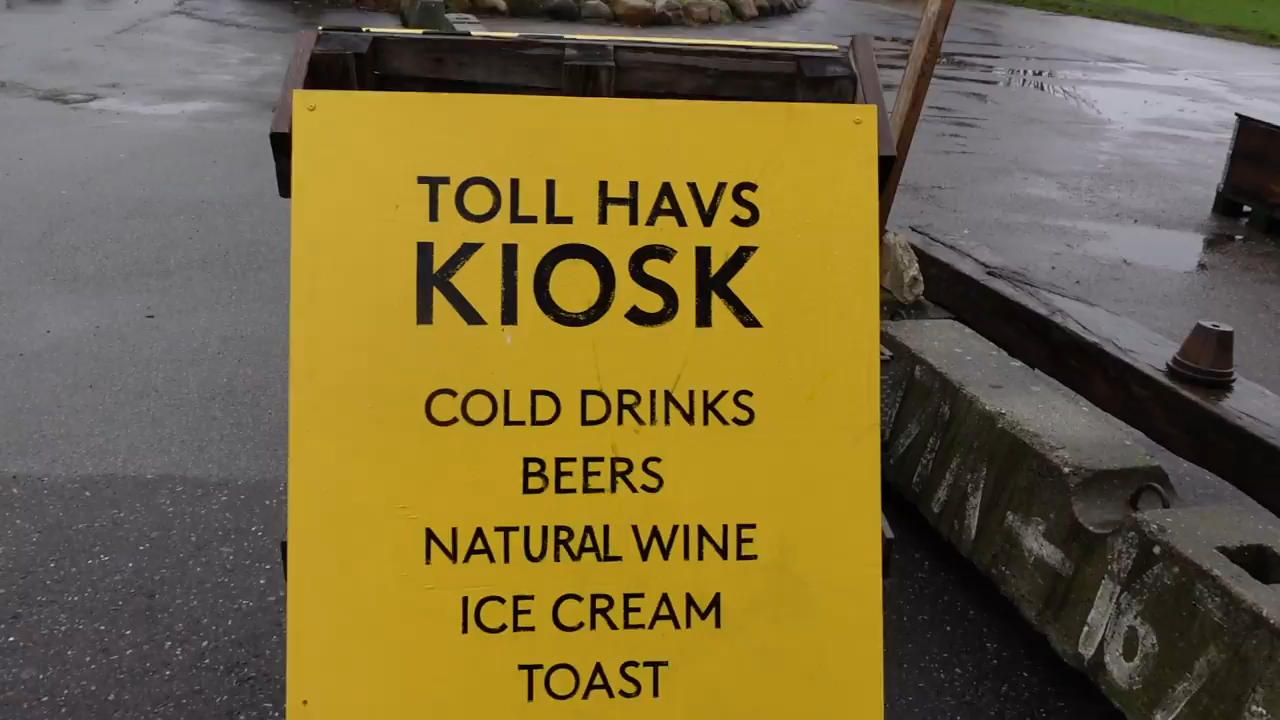 TOLL HAVS
KIOSK
COLD DRINKS
BEERS
NATURAL WINE
ICE CREAM
TOAST